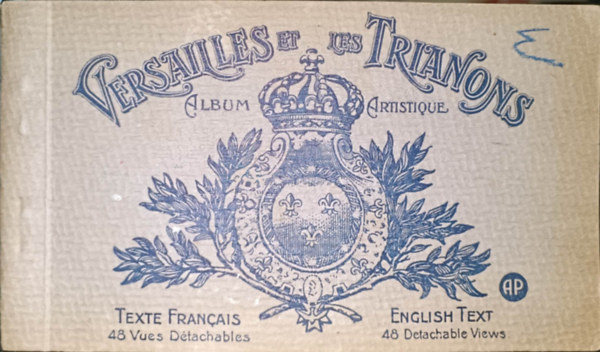 VERSAILLES ET LES TRIANONS
ALBUM ARTISTIQUE
AP
TEXTE FRANÇAIS
48 Vues Détachables
ENGLISH TEXT
48 Detachable Views